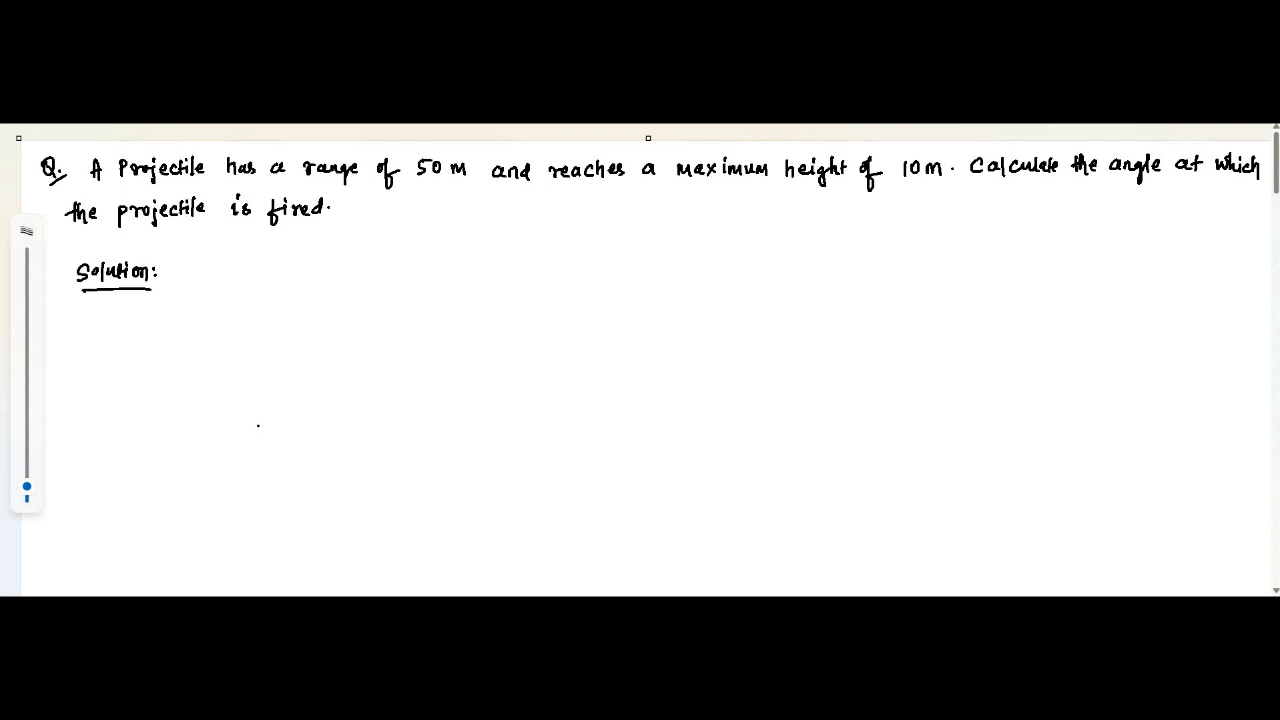 Q. A Projectile has a range of 50 m and reaches a maximum height of 10 m. Calculate the angle at which
the projectile is fired.
Solution: